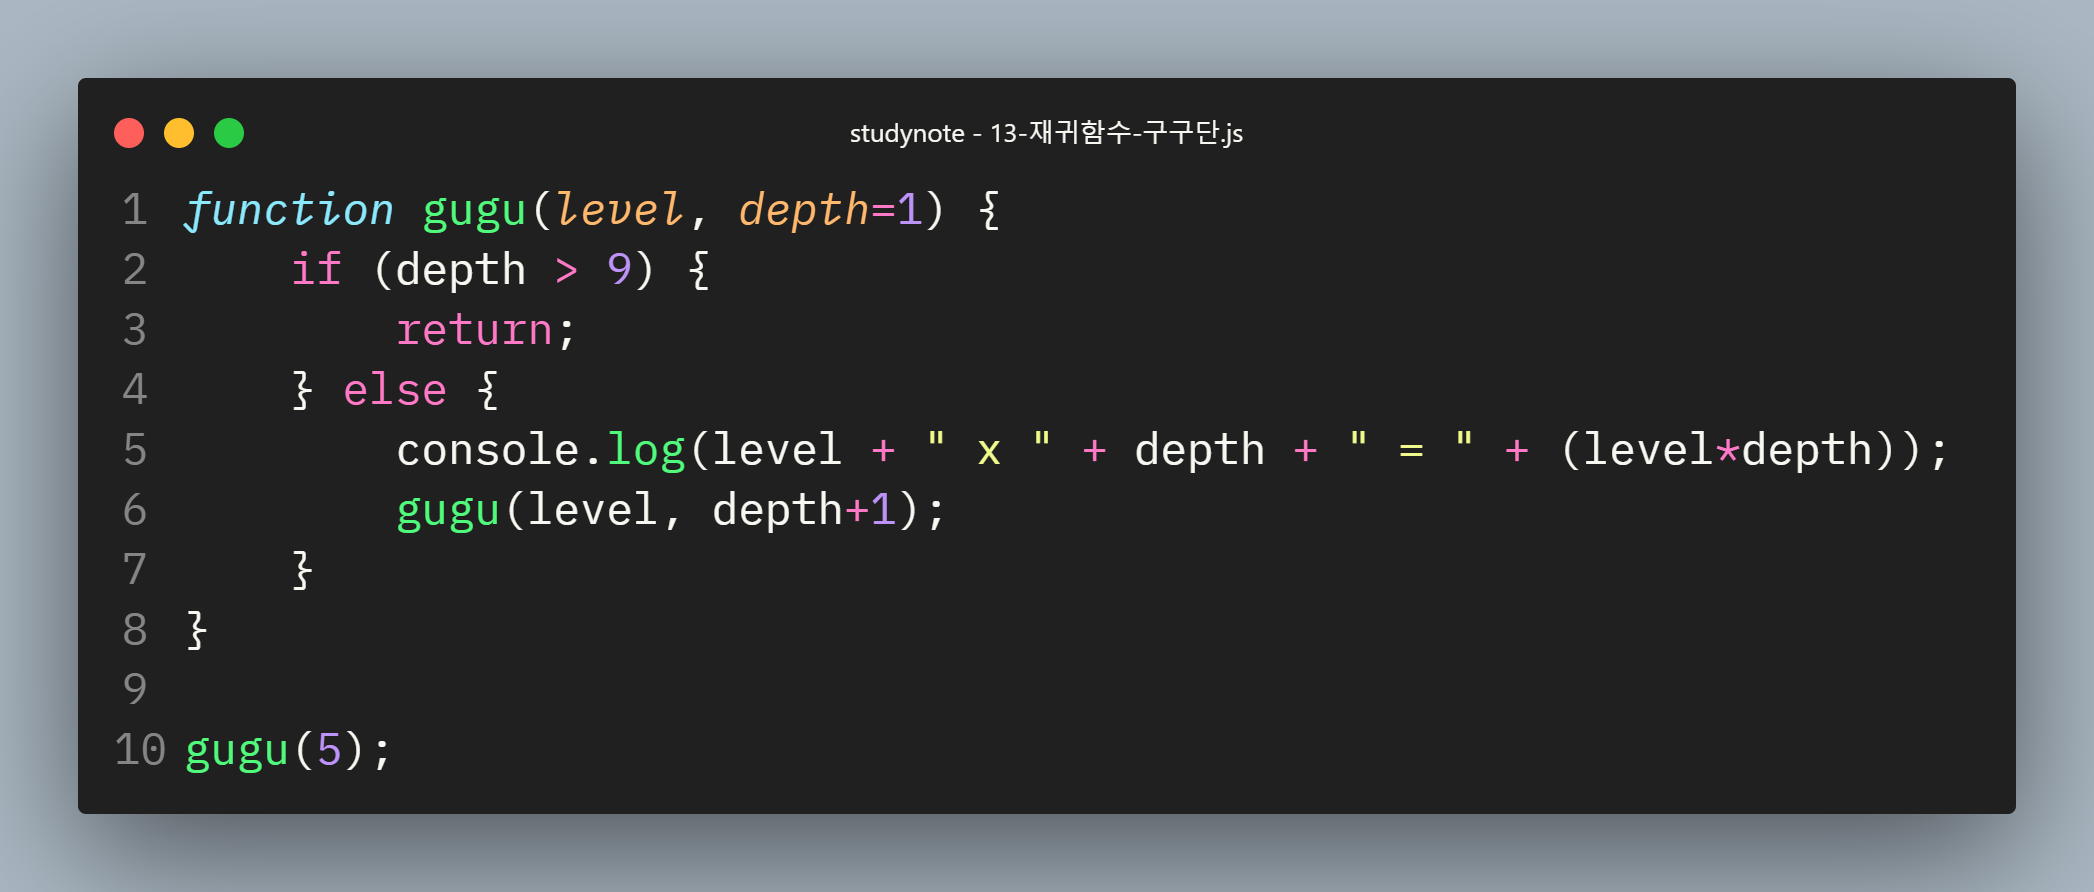 studynote - 13-재귀함수-구구단.js
1 function gugu(level, depth=1) {
2     if (depth > 9) {
3         return;
4     } else {
5         console.log(level + " x " + depth + " = " + (level*depth));
6         gugu(level, depth+1);
7     }
8 }
9
10 gugu(5);